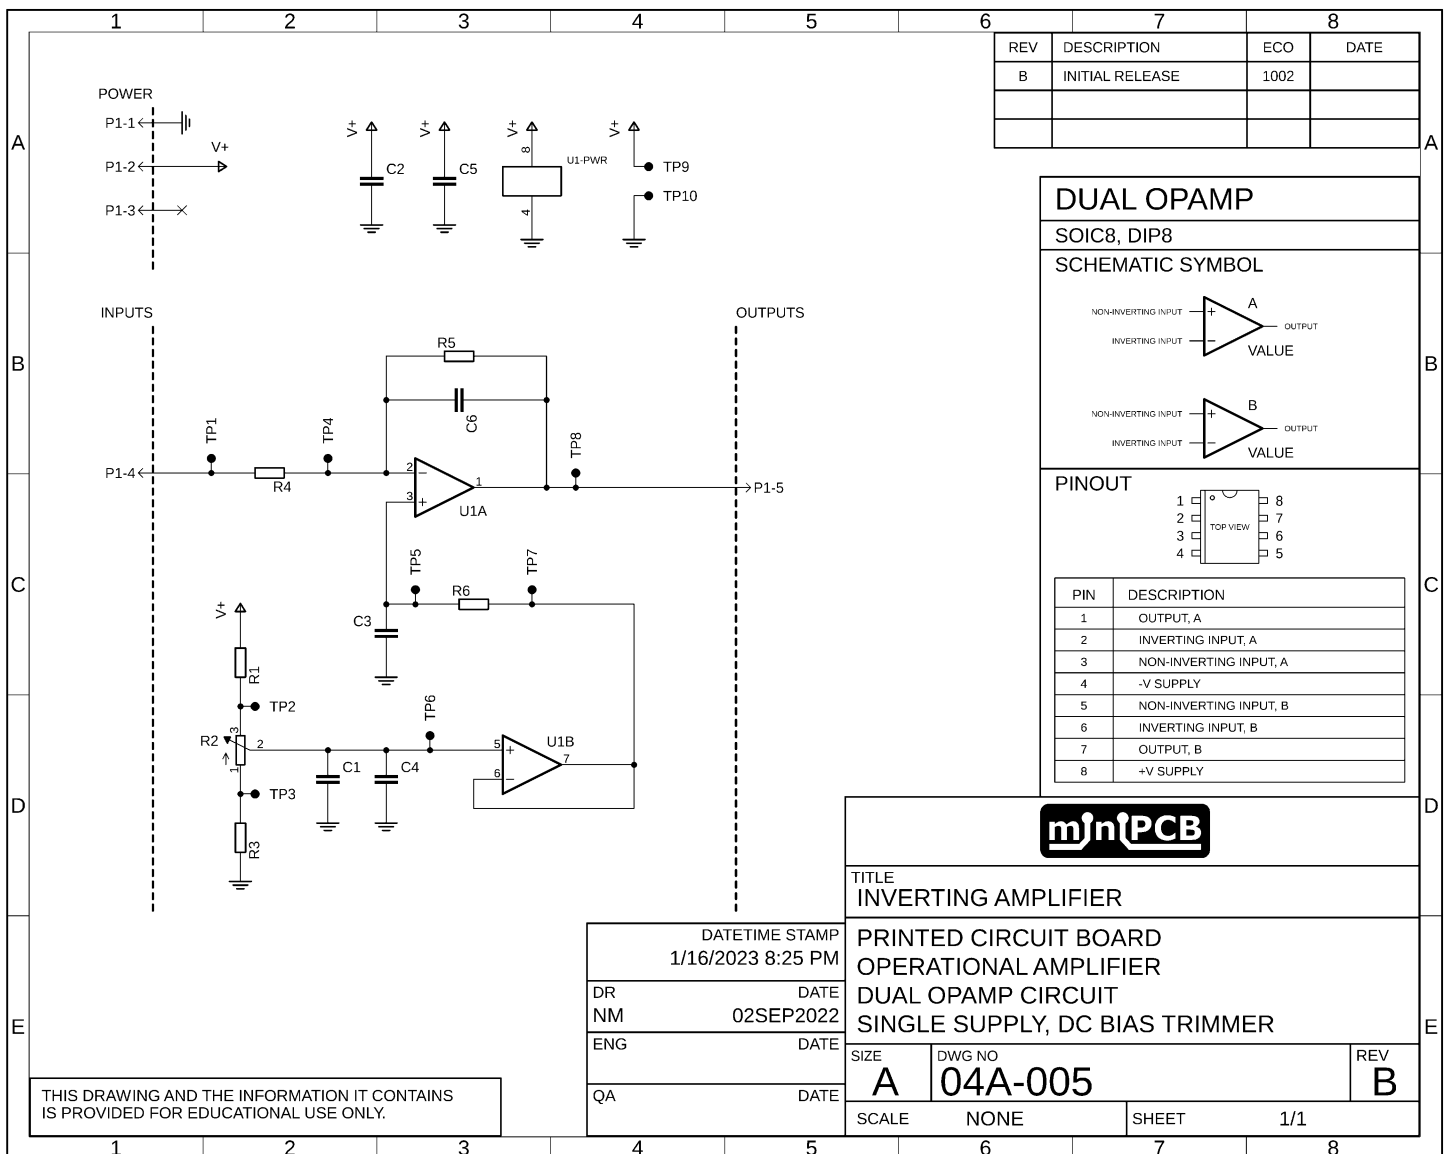 1 2 3 4 5 6 7 8
REV DESCRIPTION ECO DATE
B INITIAL RELEASE 1002
A A
POWER
P1-1
P1-2 V+
P1-3
V+ C2
V+ C5
V+ 8 U1-PWR 4
V+ TP9
TP10
DUAL OPAMP
SOIC8, DIP8
SCHEMATIC SYMBOL
A
NON-INVERTING INPUT + OUTPUT
INVERTING INPUT −
VALUE
B
NON-INVERTING INPUT + OUTPUT
INVERTING INPUT −
VALUE
B B
INPUTS OUTPUTS
R5
C6
TP1 TP4 TP8
P1-4 R4 2 − 1 P1-5
3 +
U1A
PINOUT
1 8
2 TOP VIEW 7
3 6
4 5
C C
TP5 R6 TP7
C3
V+
R1
TP2
R2 3 2 1
TP3
R3
C1 C4
TP6
5 + U1B 7
6 −
PIN DESCRIPTION
1 OUTPUT, A
2 INVERTING INPUT, A
3 NON-INVERTING INPUT, A
4 -V SUPPLY
5 NON-INVERTING INPUT, B
6 INVERTING INPUT, B
7 OUTPUT, B
8 +V SUPPLY
D D
miniPCB
TITLE
INVERTING AMPLIFIER
PRINTED CIRCUIT BOARD
OPERATIONAL AMPLIFIER
DUAL OPAMP CIRCUIT
SINGLE SUPPLY, DC BIAS TRIMMER
DATETIME STAMP
1/16/2023 8:25 PM
DR DATE
NM 02SEP2022
ENG DATE
QA DATE
E E
SIZE DWG NO REV
A 04A-005 B
SCALE NONE SHEET 1/1
THIS DRAWING AND THE INFORMATION IT CONTAINS
IS PROVIDED FOR EDUCATIONAL USE ONLY.
1 2 3 4 5 6 7 8